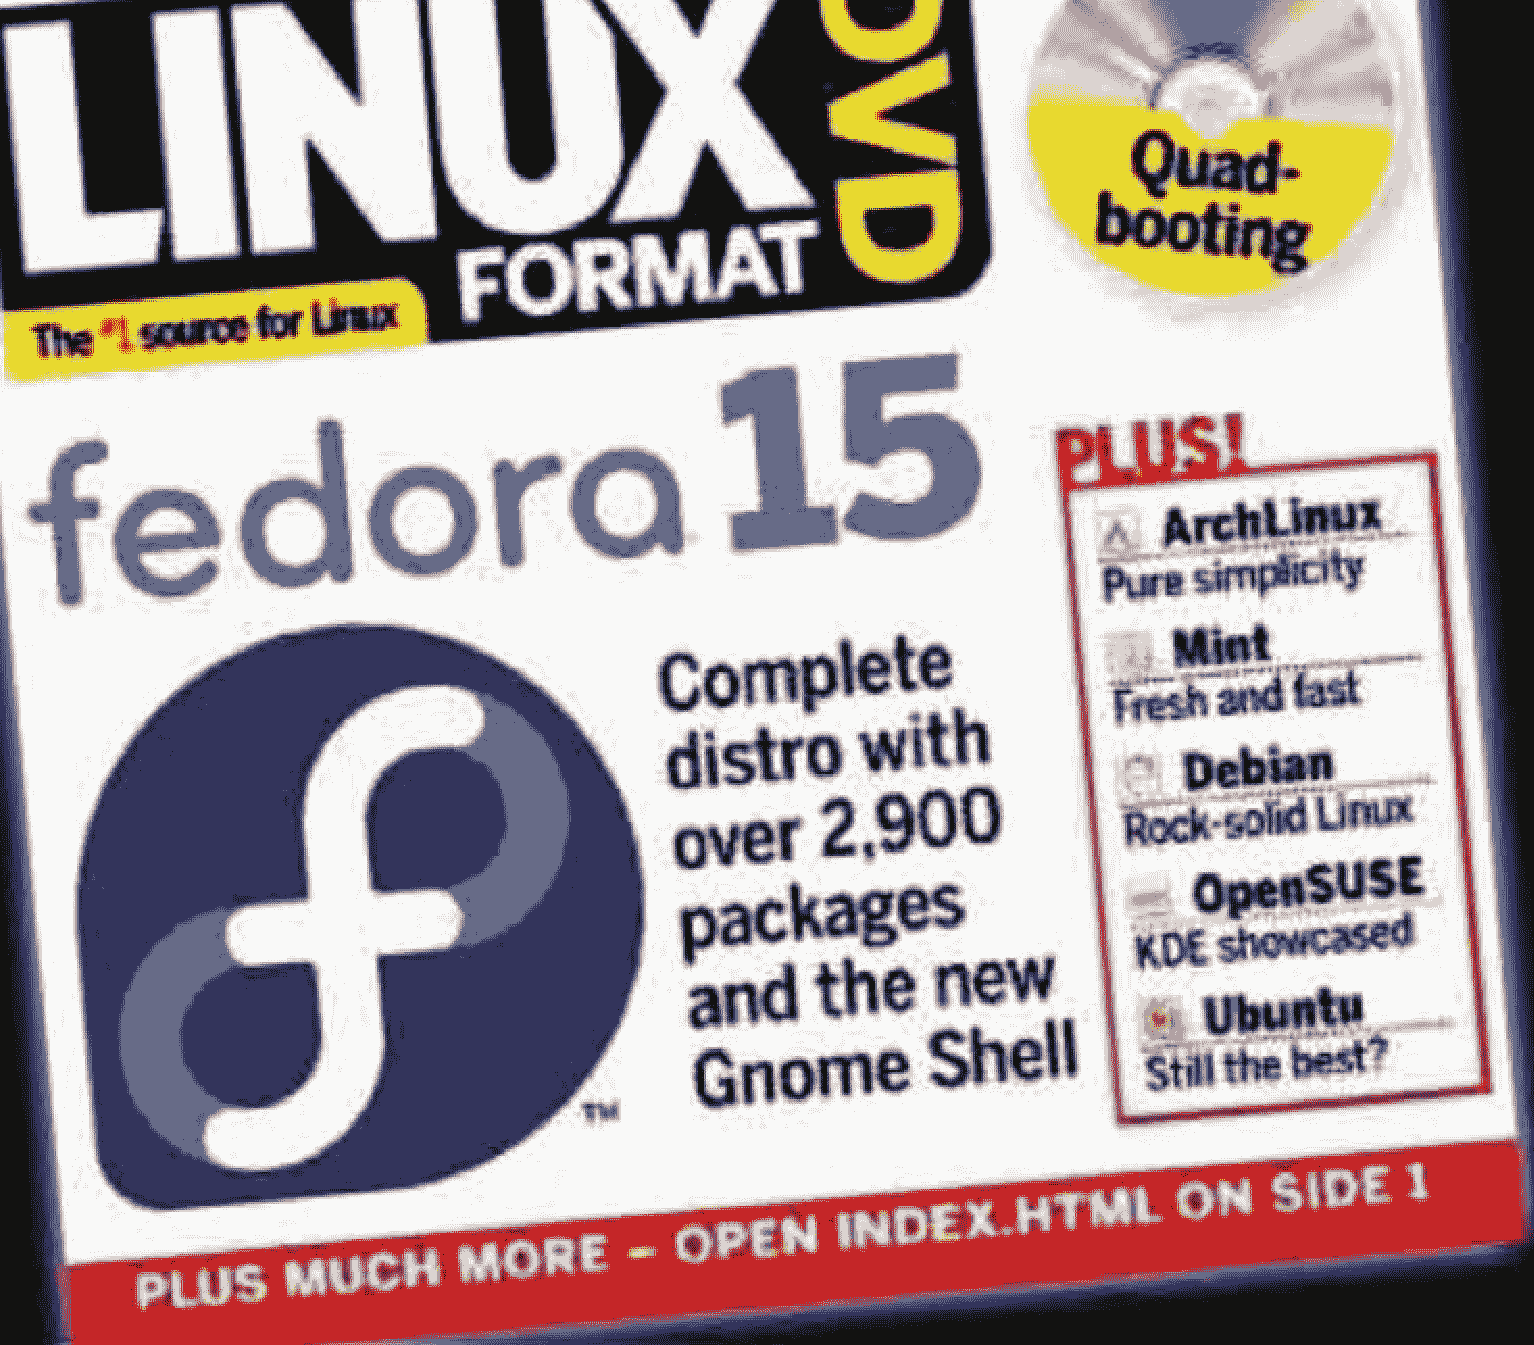 LINUX
FORMAT
DVD
The #1 source for Linux
Quad-
booting
fedora 15
Complete
distro with
over 2,900
packages
and the new
Gnome Shell
TM
PLUS!
ArchLinux
Pure simplicity
Mint
Fresh and fast
Debian
Rock-solid Linux
OpenSUSE
KDE showcased
Ubuntu
Still the best?
PLUS MUCH MORE – OPEN INDEX.HTML ON SIDE 1